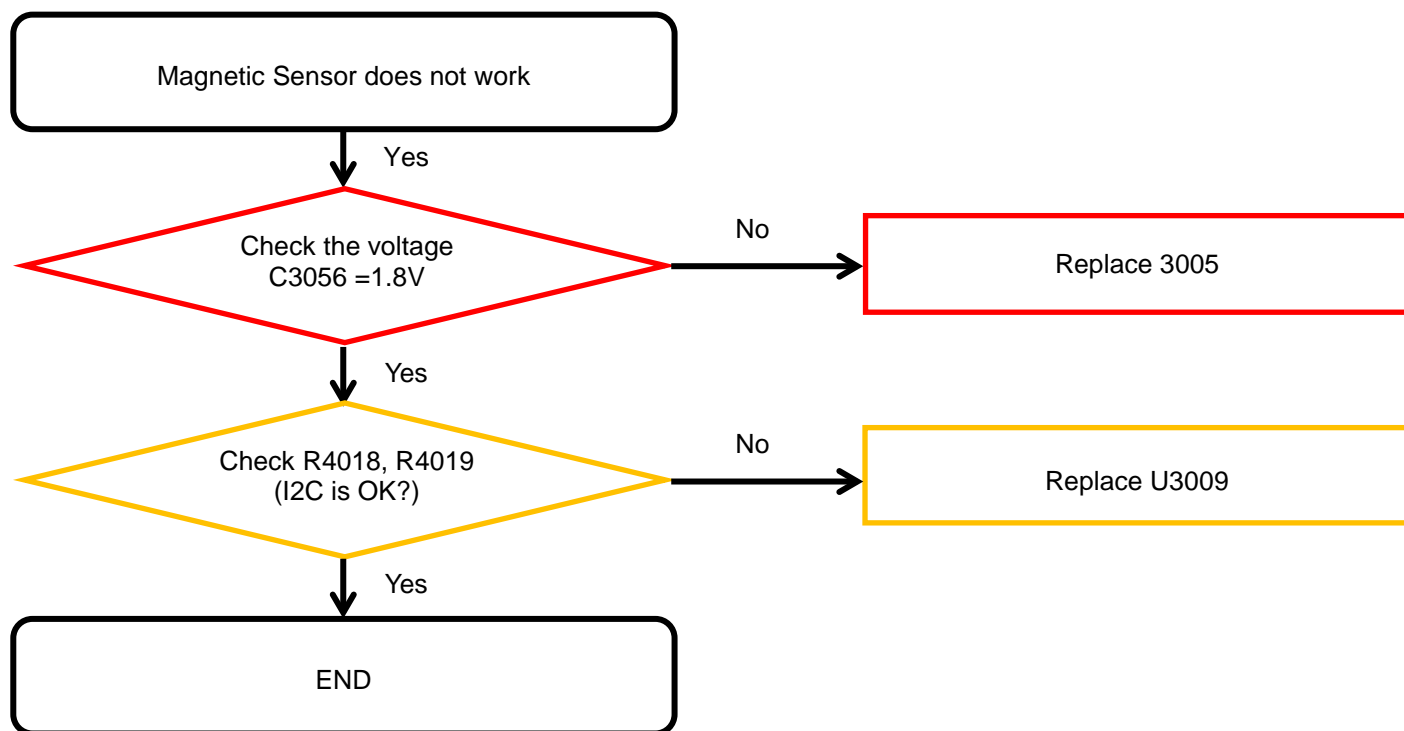 Magnetic Sensor does not work
Yes
Check the voltage
C3056 =1.8V
No
Replace 3005
Yes
Check R4018, R4019
(I2C is OK?)
No
Replace U3009
Yes
END